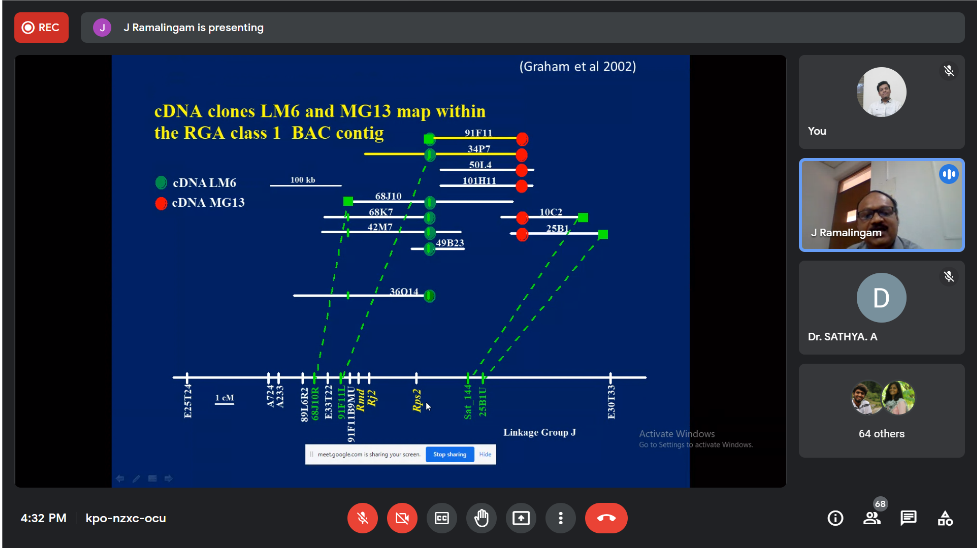 REC
J
J Ramalingam is presenting
(Graham et al 2002)
cDNA clones LM6 and MG13 map within
the RGA class 1 BAC contig
91F11
34P7
50L4
101H11
cDNA LM6
100 kb
cDNA MG13
68J10
68K7
10C2
42M7
25B1
49B23
36O14
E25T24
A724
A233
89L6R2
68J10R
E33T22
91F11L
91F11B9MU
Rmd
Rj2
Rps2
Sat_144
25B1U
E30T33
1 cM
Linkage Group J
Activate Windows
Go to Settings to activate Windows.
meet.google.com is sharing your screen.
Stop sharing
Hide
You
J Ramalingam
D
Dr. SATHYA. A
64 others
4:32 PM
kpo-nzxc-ocu
CC
68